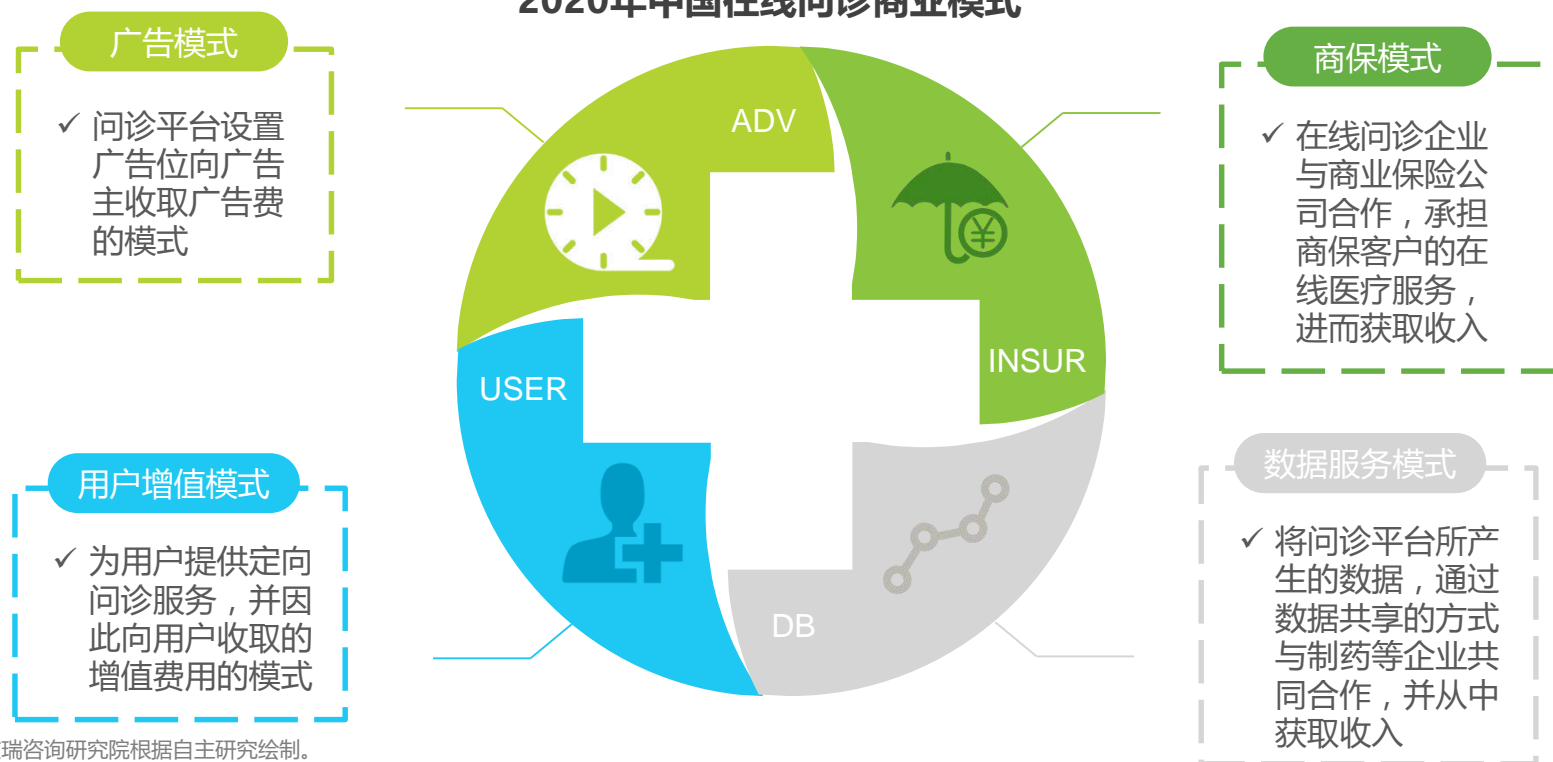 2020年中国在线问诊商业模式
广告模式
✓ 问诊平台设置
广告位向广告
主收取广告费
的模式
ADV
商保模式
✓ 在线问诊企业
与商业保险公
司合作，承担
商保客户的在
线医疗服务，
进而获取收入
INSUR
USER
用户增值模式
✓ 为用户提供定向
问诊服务，并因
此向用户收取的
增值费用的模式
DB
数据服务模式
✓ 将问诊平台所产
生的数据，通过
数据共享的方式
与制药等企业共
同合作，并从中
获取收入
瑞咨询研究院根据自主研究绘制。